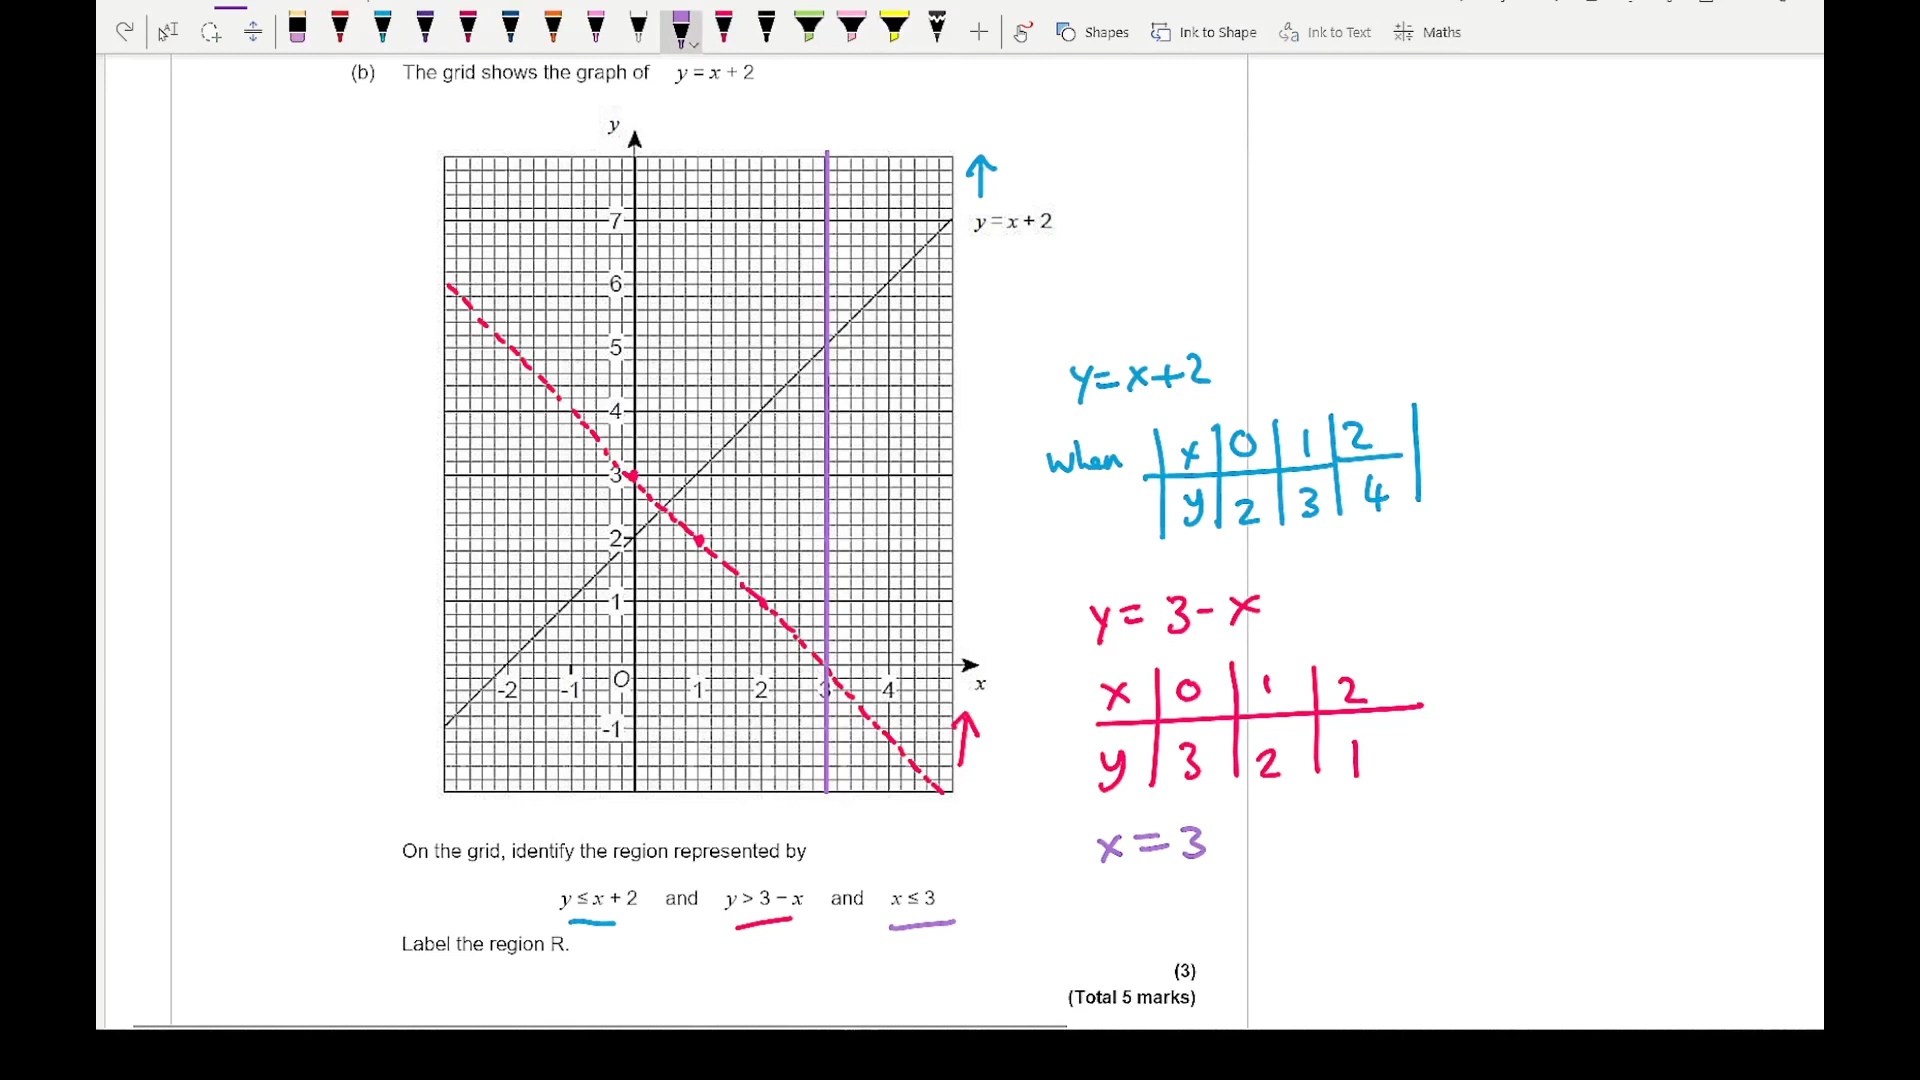 Shapes Ink to Shape Ink to Text Maths
(b) The grid shows the graph of y = x + 2
y
7
y = x + 2
6
5
4
3
2
1
-2 -1 O 1 2 3 4 x
-1
y=x+2
when x 0 1 2
y 2 3 4
y= 3-x
x 0 1 2
y 3 2 1
x=3
On the grid, identify the region represented by
y ≤ x + 2 and y > 3 − x and x ≤ 3
Label the region R.
(3)
(Total 5 marks)